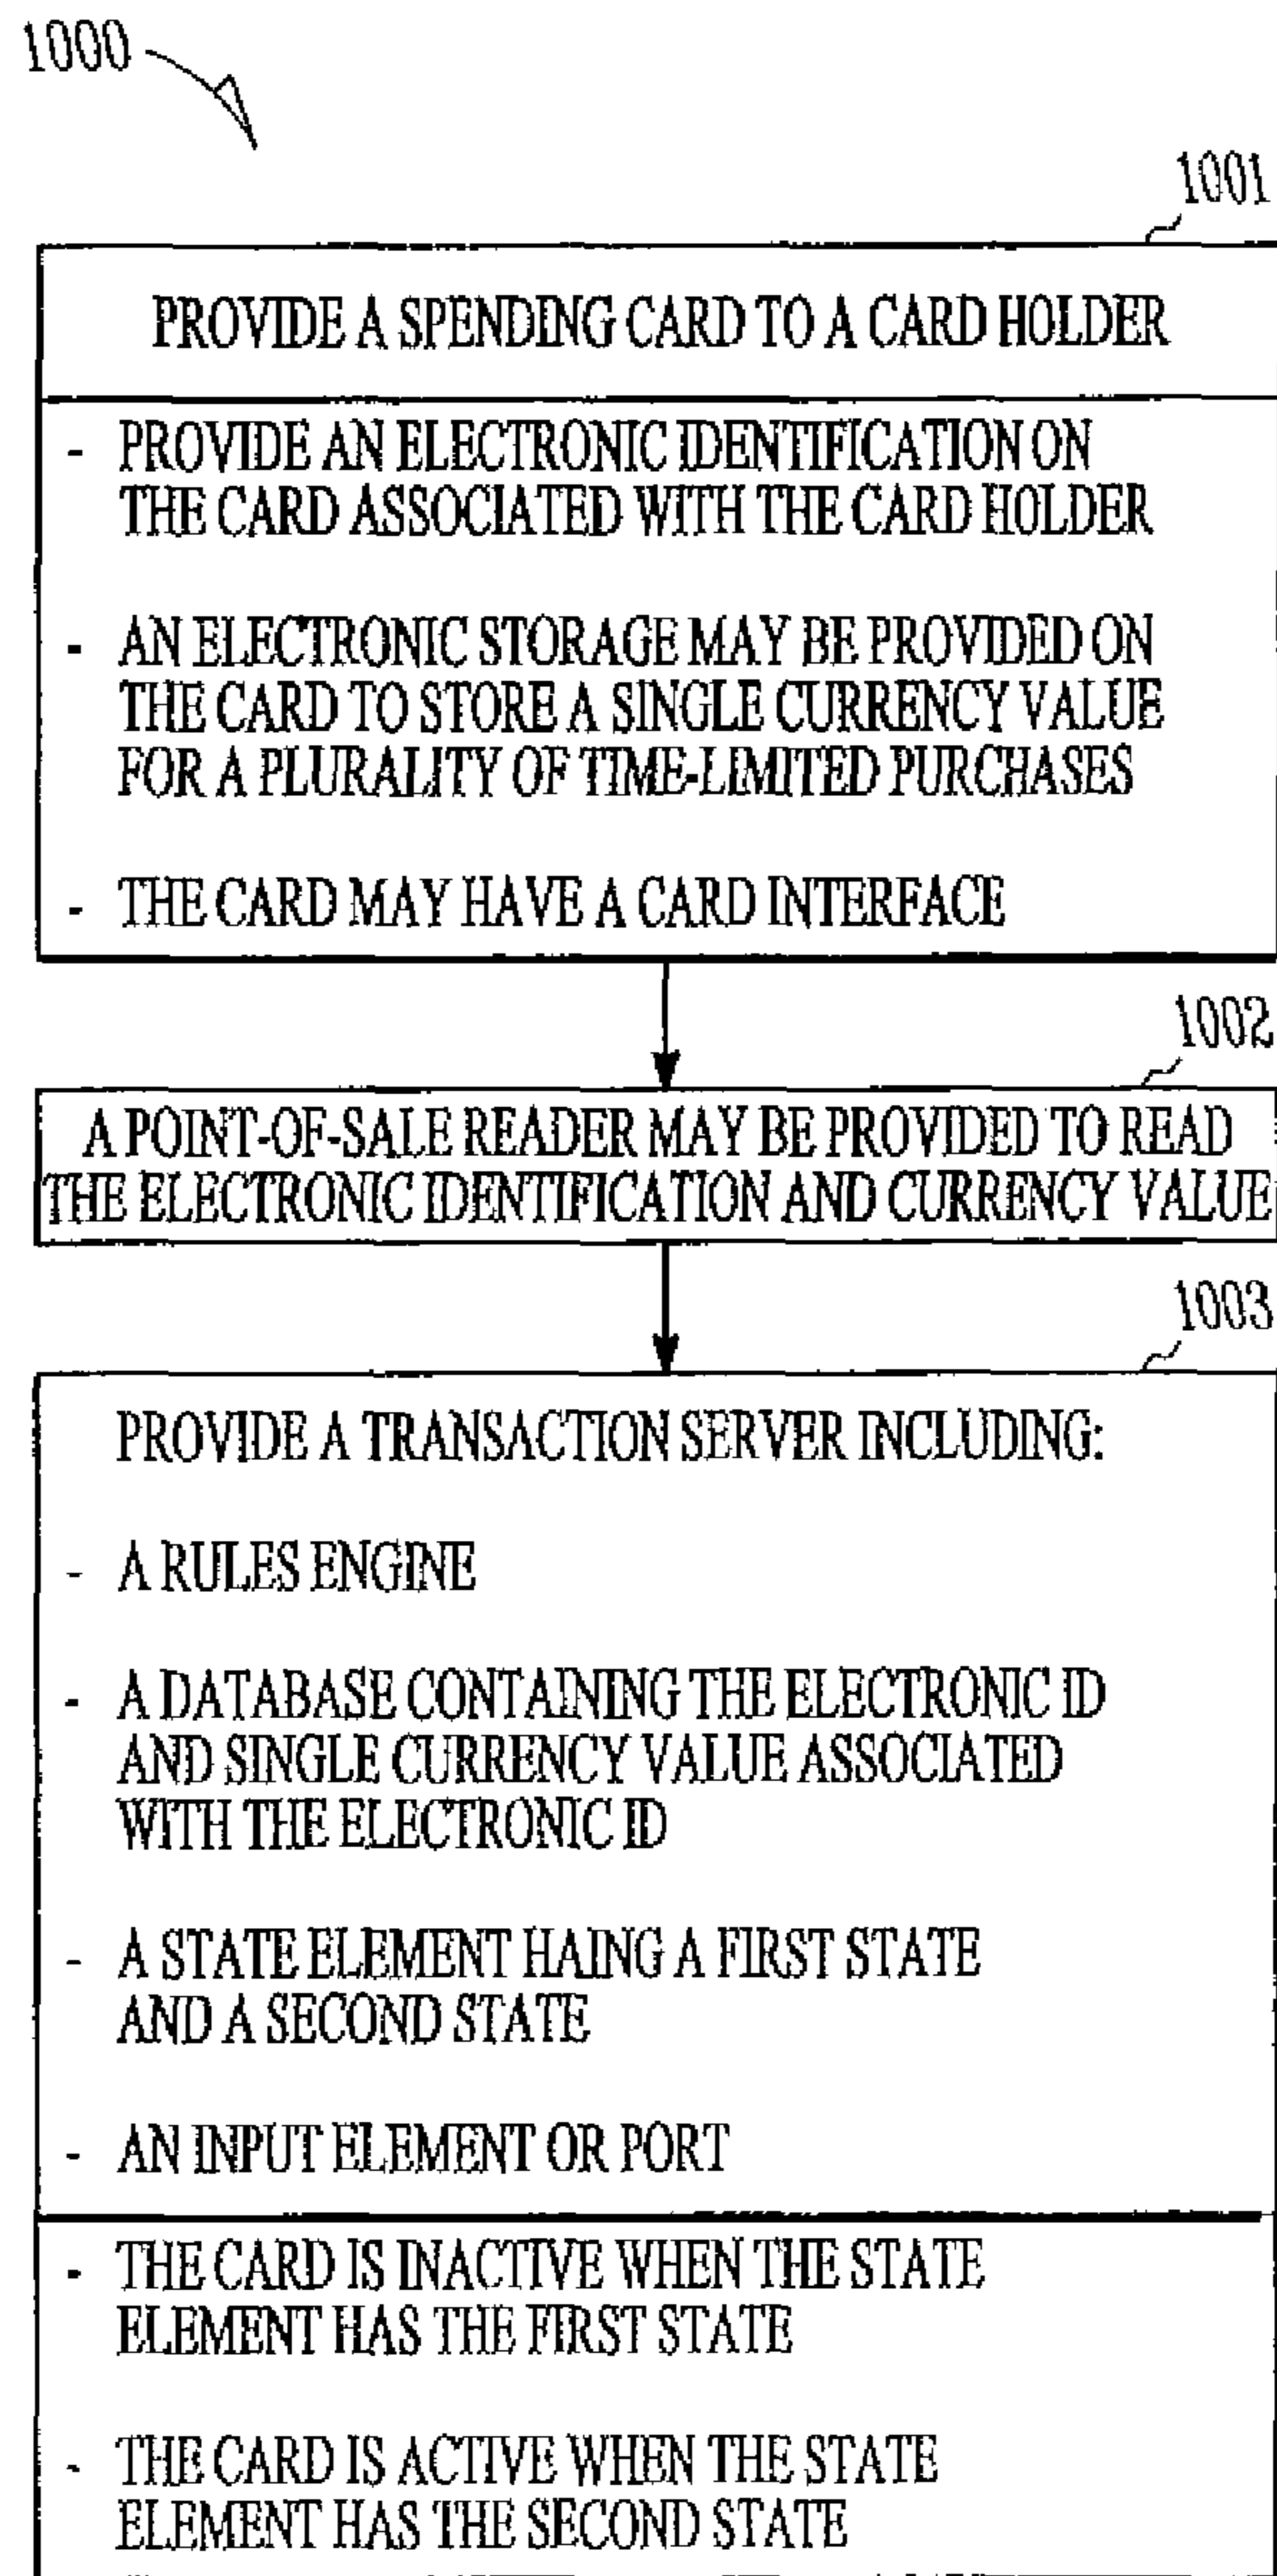 1000
1001
PROVIDE A SPENDING CARD TO A CARD HOLDER
- PROVIDE AN ELECTRONIC IDENTIFICATION ON
THE CARD ASSOCIATED WITH THE CARD HOLDER
- AN ELECTRONIC STORAGE MAY BE PROVIDED ON
THE CARD TO STORE A SINGLE CURRENCY VALUE
FOR A PLURALITY OF TIME-LIMITED PURCHASES
- THE CARD MAY HAVE A CARD INTERFACE
1002
A POINT-OF-SALE READER MAY BE PROVIDED TO READ
THE ELECTRONIC IDENTIFICATION AND CURRENCY VALUE
1003
PROVIDE A TRANSACTION SERVER INCLUDING:
- A RULES ENGINE
- A DATABASE CONTAINING THE ELECTRONIC ID
AND SINGLE CURRENCY VALUE ASSOCIATED
WITH THE ELECTRONIC ID
- A STATE ELEMENT HAING A FIRST STATE
AND A SECOND STATE
- AN INPUT ELEMENT OR PORT
- THE CARD IS INACTIVE WHEN THE STATE
ELEMENT HAS THE FIRST STATE
- THE CARD IS ACTIVE WHEN THE STATE
ELEMENT HAS THE SECOND STATE